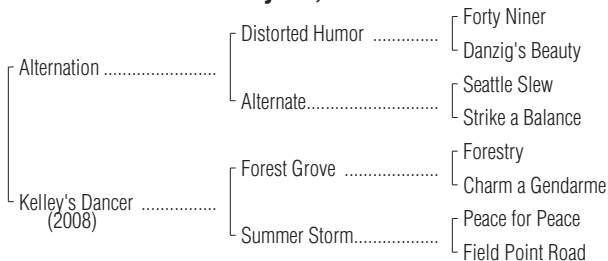 Forty Niner
Distorted Humor ..............
Danzig's Beauty
Alternation ........................
Seattle Slew
Alternate............................
Strike a Balance
Forestry
Forest Grove ....................
Charm a Gendarme
Kelley's Dancer ................
(2008)
Peace for Peace
Summer Storm..................
Field Point Road